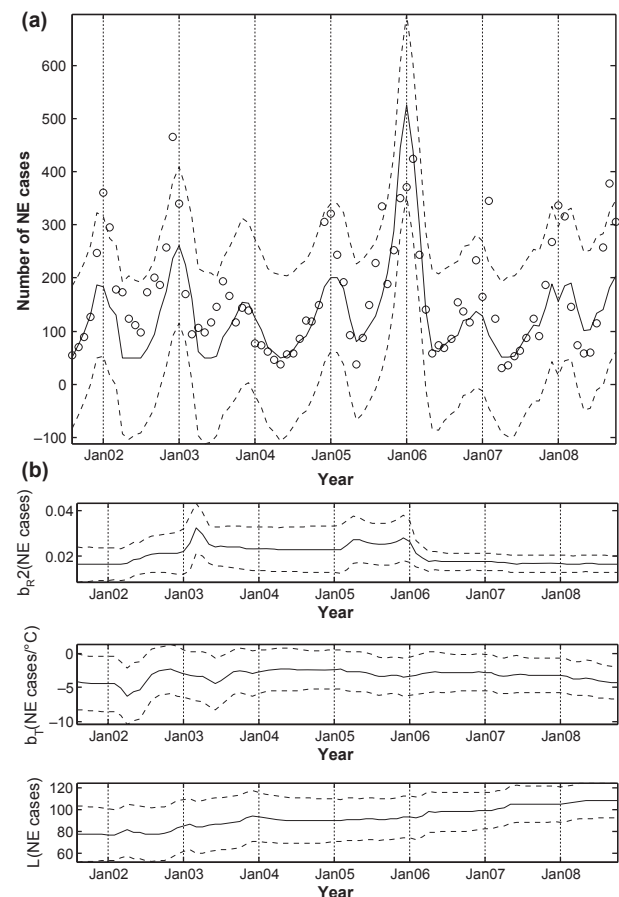 (a)
Number of NE cases
600
500
400
300
200
100
0
−100
Jan02 Jan03 Jan04 Jan05 Jan06 Jan07 Jan08
Year
(b)
b_R2(NE cases)
0.04
0.02
Jan02 Jan03 Jan04 Jan05 Jan06 Jan07 Jan08
Year
b_T(NE cases/°C)
0
−5
−10
Jan02 Jan03 Jan04 Jan05 Jan06 Jan07 Jan08
Year
L(NE cases)
120
100
80
60
Jan02 Jan03 Jan04 Jan05 Jan06 Jan07 Jan08
Year